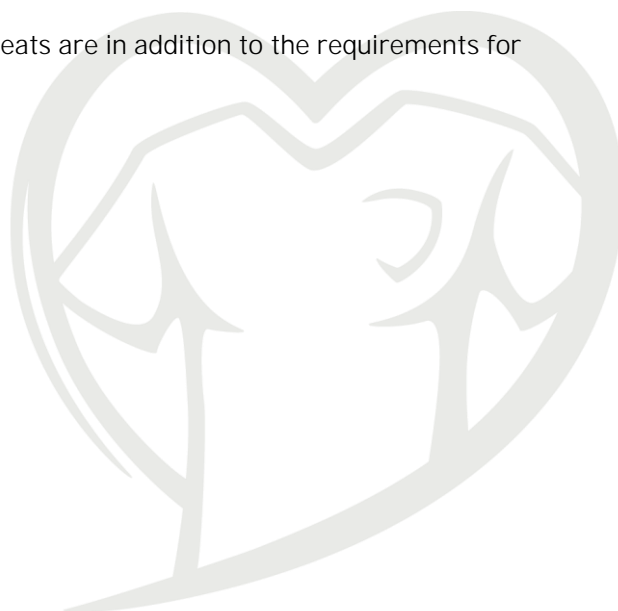 eats are in addition to the requirements for